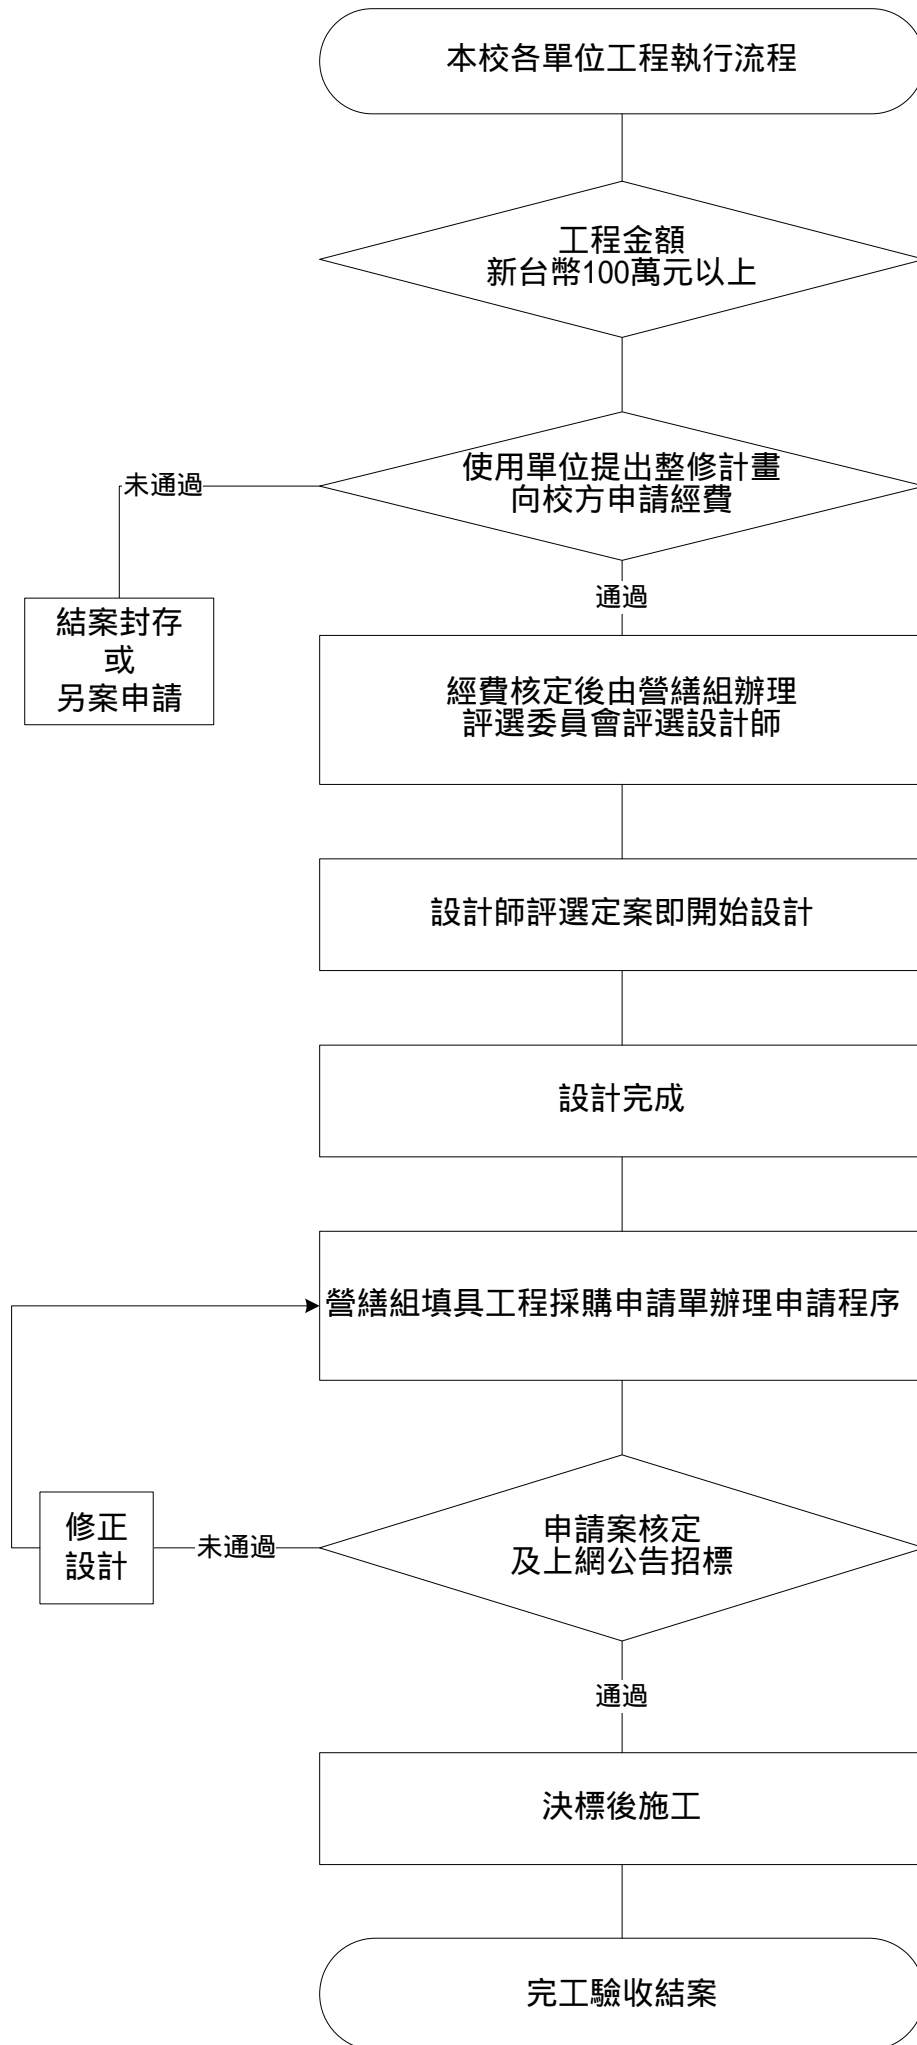 本校各單位工程執行流程
工程金額
新台幣100萬元以上
使用單位提出整修計畫
向校方申請經費
未通過
通過
結案封存
或
另案申請
經費核定後由營繕組辦理
評選委員會評選設計師
設計師評選定案即開始設計
設計完成
營繕組填具工程採購申請單辦理申請程序
申請案核定
及上網公告招標
未通過
修正
設計
通過
決標後施工
完工驗收結案